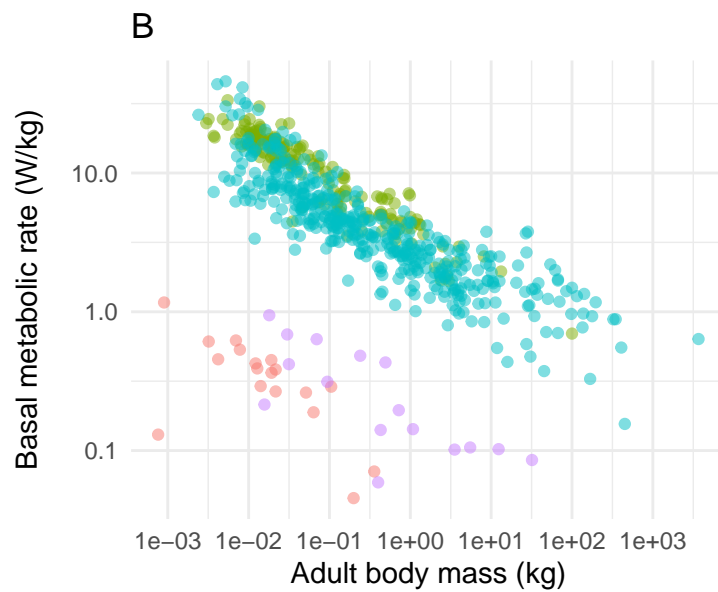 B
Basal metabolic rate (W/kg)
10.0
1.0
0.1
1e−03 1e−02 1e−01 1e+00 1e+01 1e+02 1e+03
Adult body mass (kg)